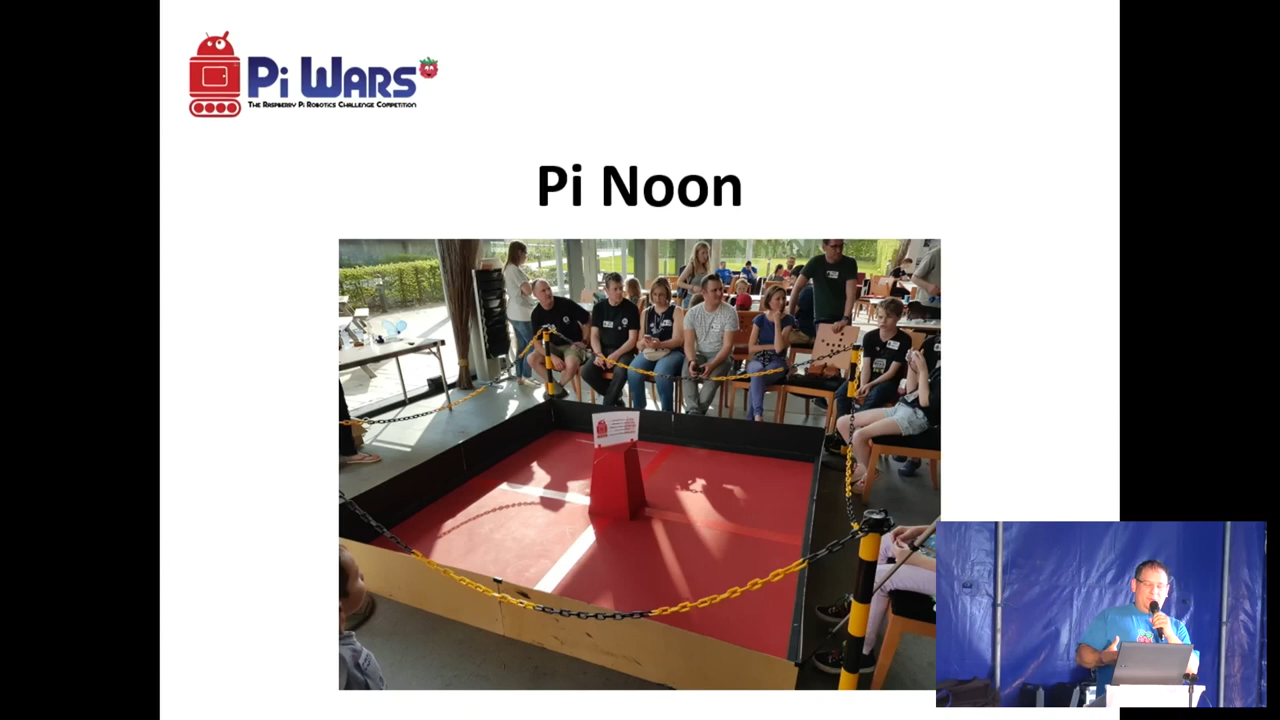 Pi Wars
The Raspberry Pi Robotics Challenge Competition
Pi Noon